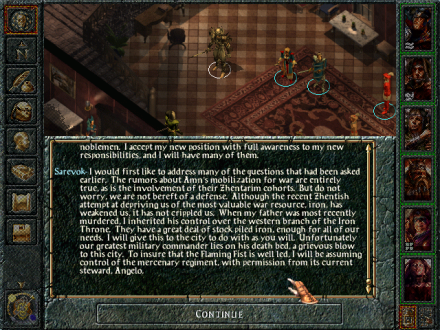 noblemen. I accept my new position with full awareness to my new
responsibilities, and I will have many of them.
Sarevok- I would first like to address many of the questions that had been asked
earlier. The rumors about Amn's mobilization for war are entirely
true, as is the involvement of their Zhentarim cohorts. But do not
worry, we are not bereft of a defense. Although the recent Zhentish
attempt at depriving us of the most valuable war resource, iron, has
weakened us, it has not crippled us. When my father was most recently
murdered, I inherited his control over the western branch of the Iron
Throne. They have a great deal of stock piled iron, enough for all of our
needs. I will give this to the city to do with as you will. Unfortunately
our greatest military commander lies on his death bed, a grievous blow
to this city. To insure that the Flaming Fist is well led, I will be assuming
control of the mercenary regiment, with permission from its current
steward, Angelo.
CONTINUE